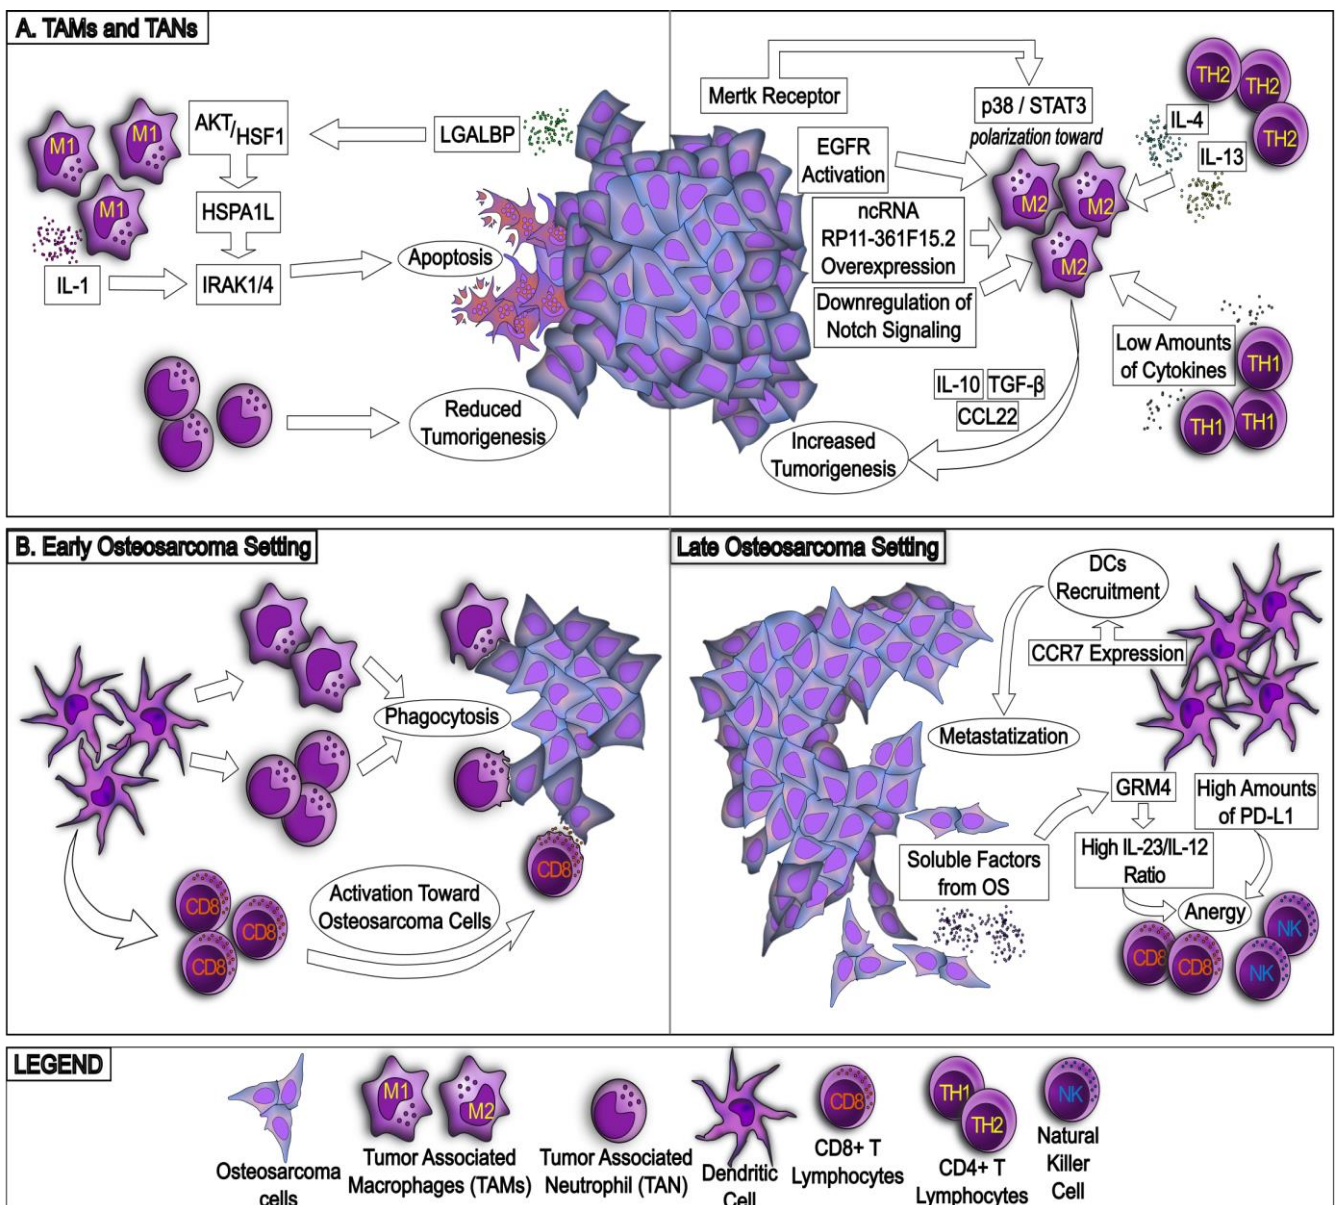 A. TAMs and TANs
M1
M1
M1
AKT/HSF1
LGALBP
HSPA1L
IL-1
IRAK1/4
Apoptosis
Reduced
Tumorigenesis
Mertk Receptor
p38 / STAT3
polarization toward
EGFR
Activation
ncRNA
RP11-361F15.2
Overexpression
Downregulation of
Notch Signaling
M2
M2
M2
TH2
TH2
TH2
IL-4
IL-13
Low Amounts
of Cytokines
TH1
TH1
TH1
IL-10
TGF-β
CCL22
Increased
Tumorigenesis
B. Early Osteosarcoma Setting
Phagocytosis
CD8
CD8
CD8
Activation Toward
Osteosarcoma Cells
CD8
Late Osteosarcoma Setting
DCs
Recruitment
CCR7 Expression
Metastatization
GRM4
High Amounts
of PD-L1
Soluble Factors
from OS
High IL-23/IL-12
Ratio
Anergy
CD8
CD8
NK
NK
LEGEND
Osteosarcoma
cells
M1
M2
Tumor Associated
Macrophages (TAMs)
Tumor Associated
Neutrophil (TAN)
Dendritic
Cell
CD8
CD8+ T
Lymphocytes
TH1
TH2
CD4+ T
Lymphocytes
NK
Natural
Killer
Cell